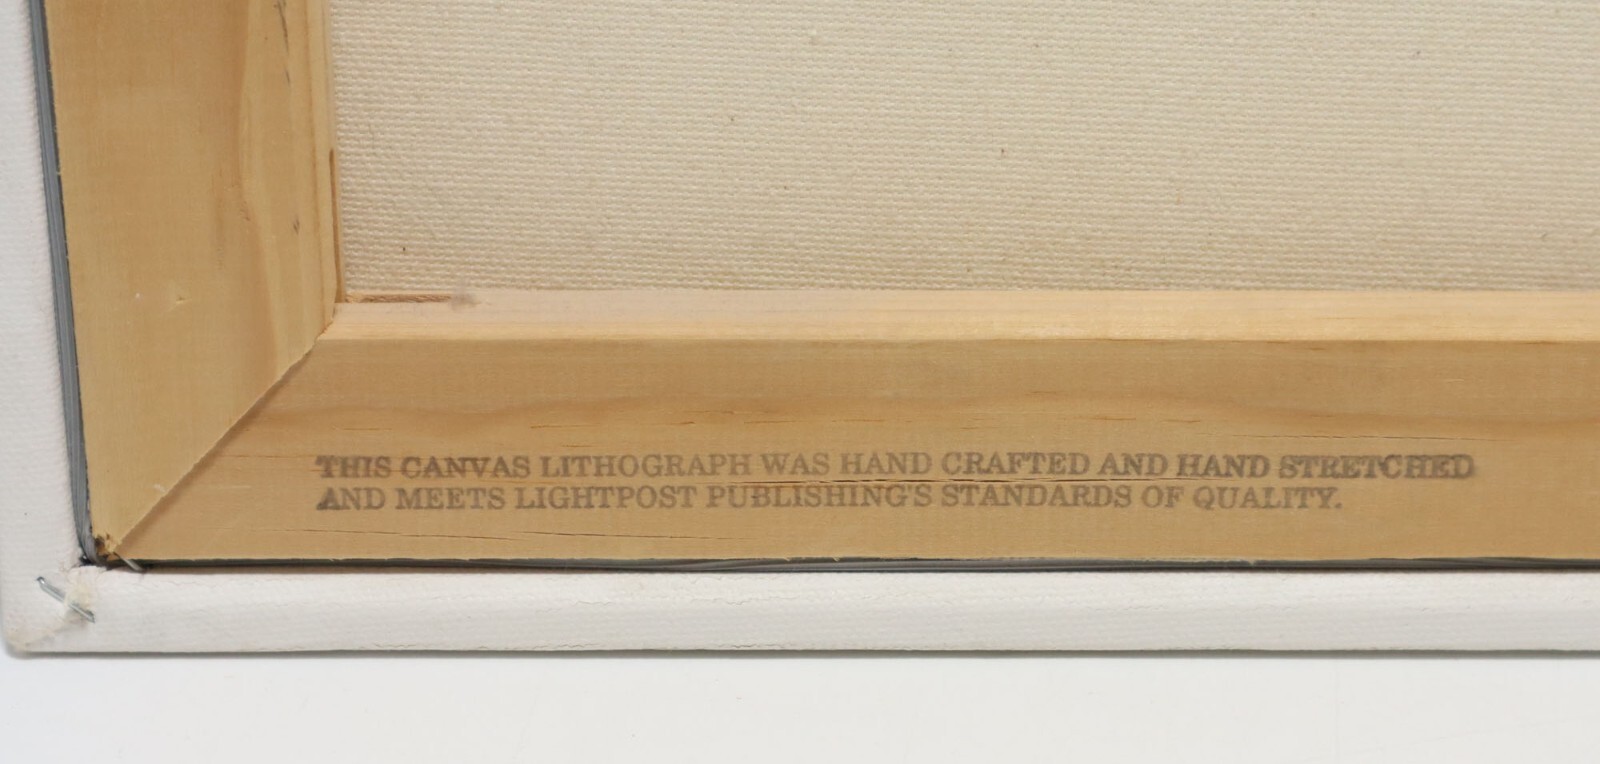 THIS CANVAS LITHOGRAPH WAS HAND CRAFTED AND HAND STRETCHED
AND MEETS LIGHTPOST PUBLISHING'S STANDARDS OF QUALITY.